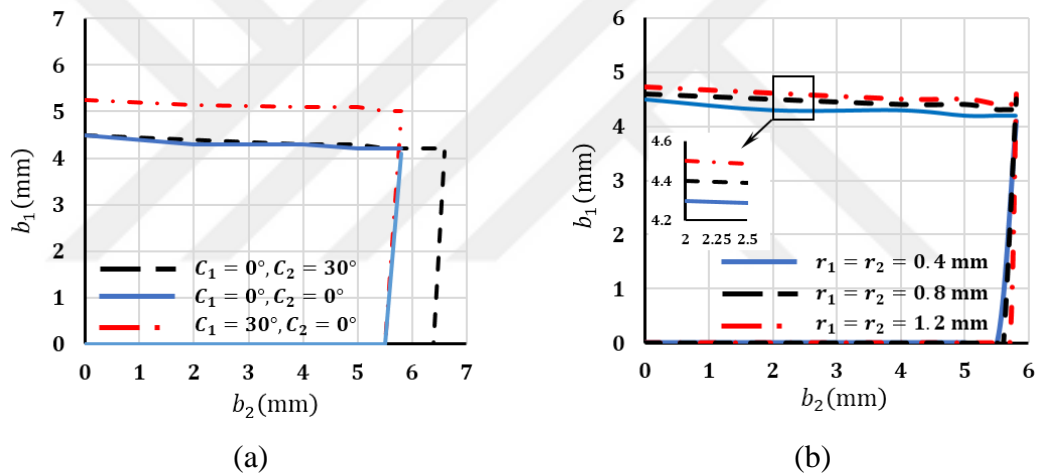 7
6
5
4
3
2
1
0
b₁(mm)
C₁ = 0°, C₂ = 30°
C₁ = 0°, C₂ = 0°
C₁ = 30°, C₂ = 0°
0 1 2 3 4 5 6 7
b₂(mm)
(a)
6
5
4
3
2
1
0
b₁(mm)
4.6
4.4
4.2
2 2.25 2.5
r₁ = r₂ = 0.4 mm
r₁ = r₂ = 0.8 mm
r₁ = r₂ = 1.2 mm
0 1 2 3 4 5 6
b₂(mm)
(b)